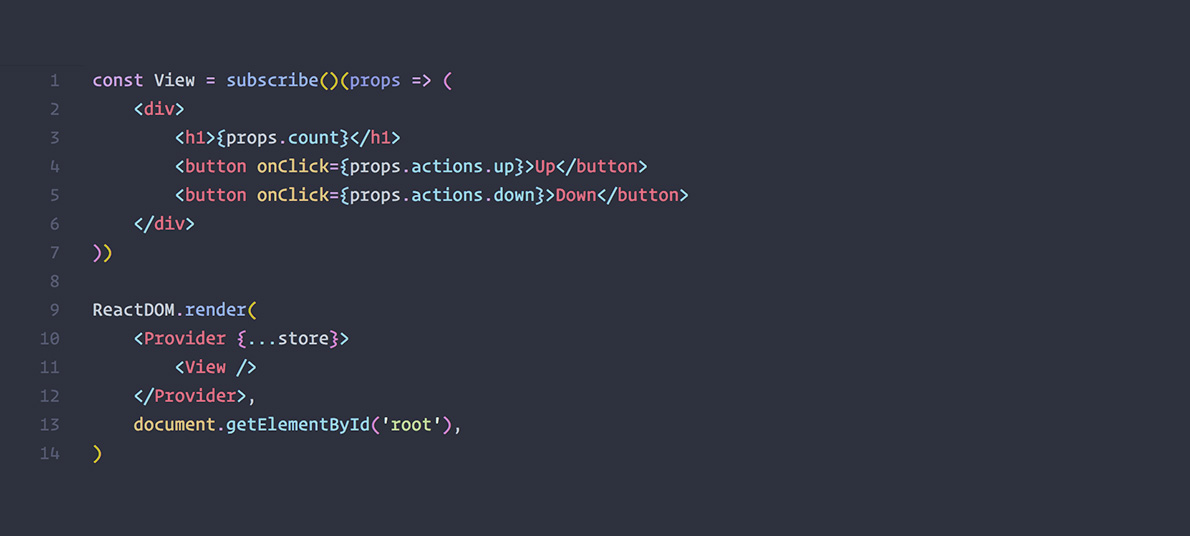 1 const View = subscribe()(props => (
2     <div>
3         <h1>{props.count}</h1>
4         <button onClick={props.actions.up}>Up</button>
5         <button onClick={props.actions.down}>Down</button>
6     </div>
7 ))
8
9 ReactDOM.render(
10     <Provider {...store}>
11         <View />
12     </Provider>,
13     document.getElementById('root'),
14 )